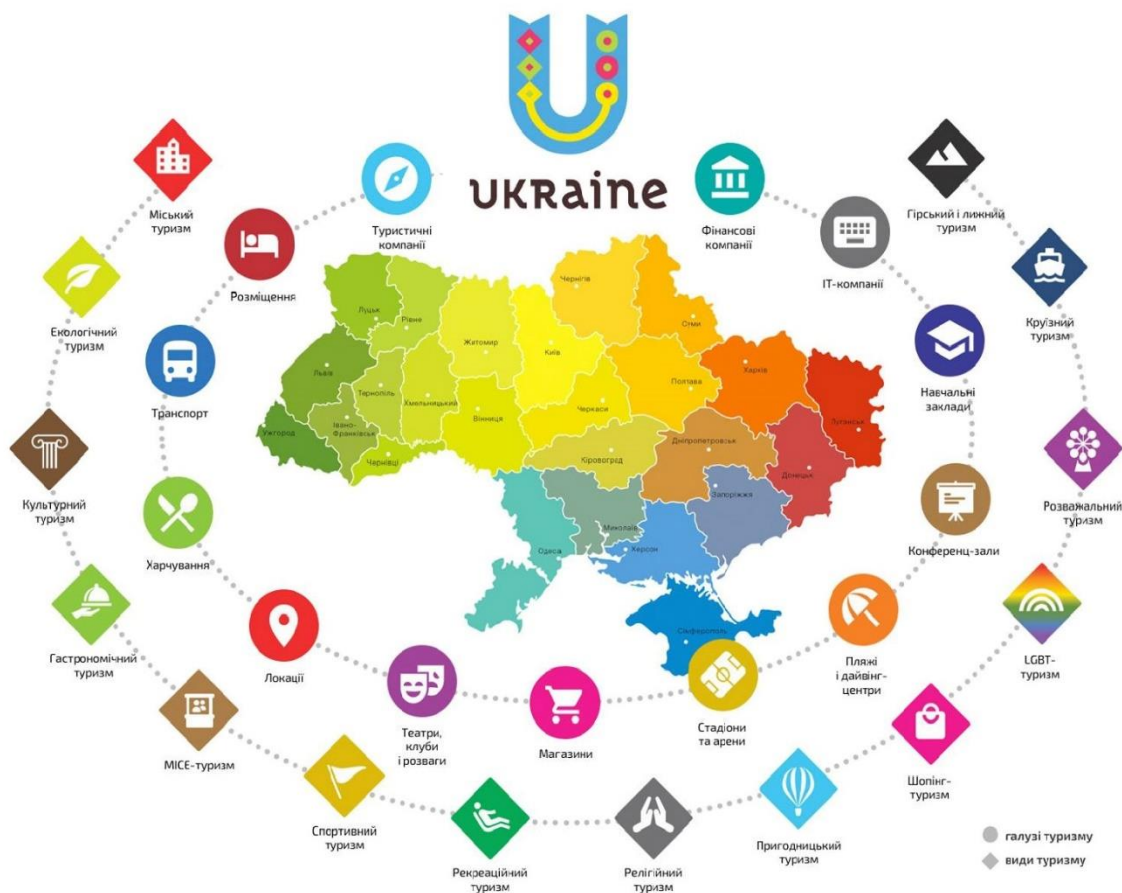 UKRaine
Міський
туризм
Туристичні
компанії
Фінансові
компанії
Гірський і лижний
туризм
Екологічний
туризм
Розміщення
ІТ-компанії
Круїзний
туризм
Транспорт
Навчальні
заклади
Культурний
туризм
Харчування
Конференц-зали
Розважальний
туризм
Гастрономічний
туризм
Локації
Театри,
клуби
і розваги
Магазини
Стадіони
та арени
Пляжі
і дайвінг-
центри
LGBT-
туризм
MICE-туризм
Спортивний
туризм
Рекреаційний
туризм
Релігійний
туризм
Пригодницький
туризм
Шопінг-
туризм
Чернігів
Луцьк
Рівне
Суми
Житомир
Київ
Харків
Львів
Тернопіль
Хмельницький
Полтава
Черкаси
Вінниця
Луганськ
Івано-
Франківськ
Ужгород
Чернівці
Дніпропетровськ
Кіровоград
Донецьк
Запоріжжя
Миколаїв
Одеса
Херсон
Сімферополь
галузі туризму
види туризму